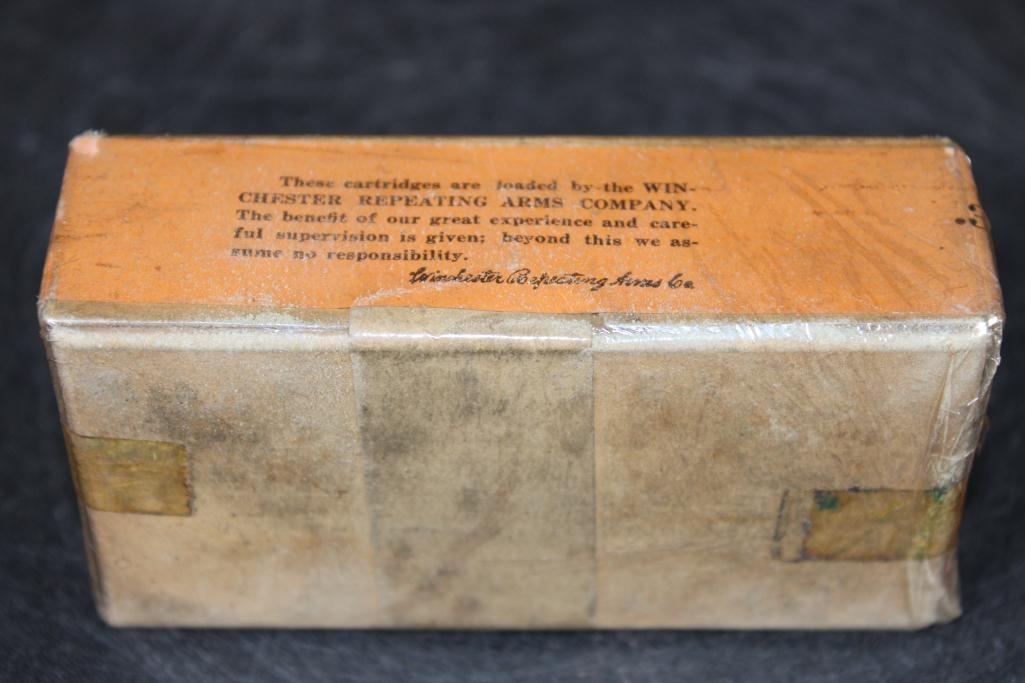 These cartridges are loaded by the WIN-
CHESTER REPEATING ARMS COMPANY.
The benefit of our great experience and care-
ful supervision is given; beyond this we as-
sume no responsibility.
Winchester Repeating Arms Co.